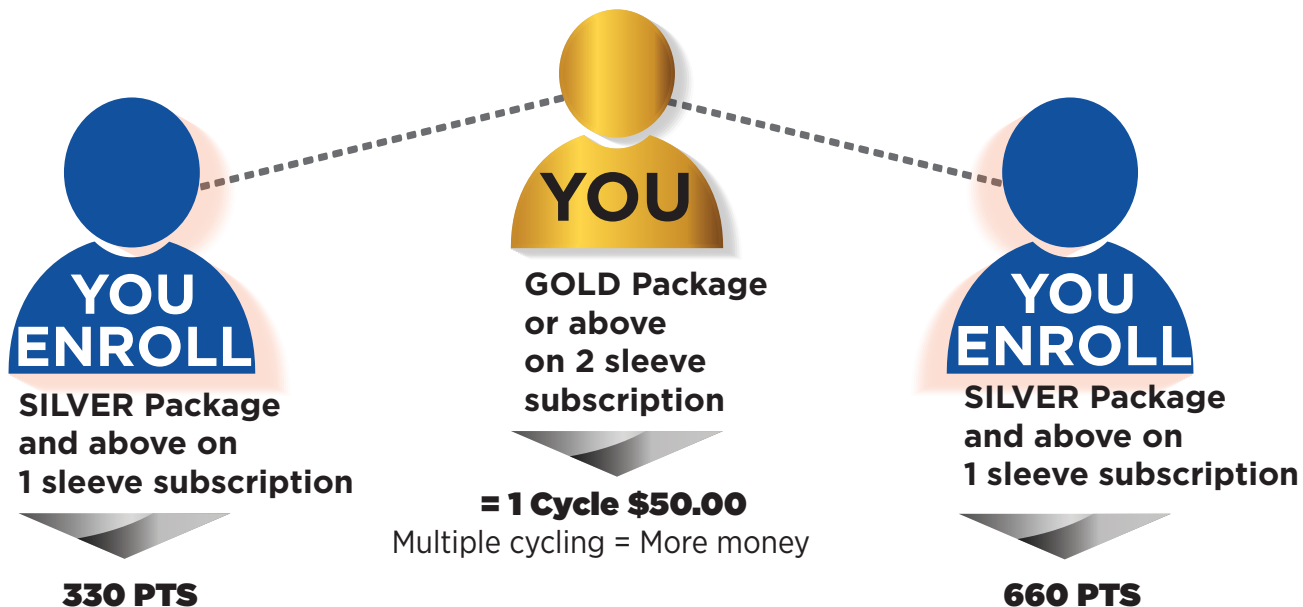 YOU
GOLD Package
or above
on 2 sleeve
subscription
= 1 Cycle $50.00
Multiple cycling = More money
YOU
ENROLL
SILVER Package
and above on
1 sleeve subscription
330 PTS
YOU
ENROLL
SILVER Package
and above on
1 sleeve subscription
660 PTS